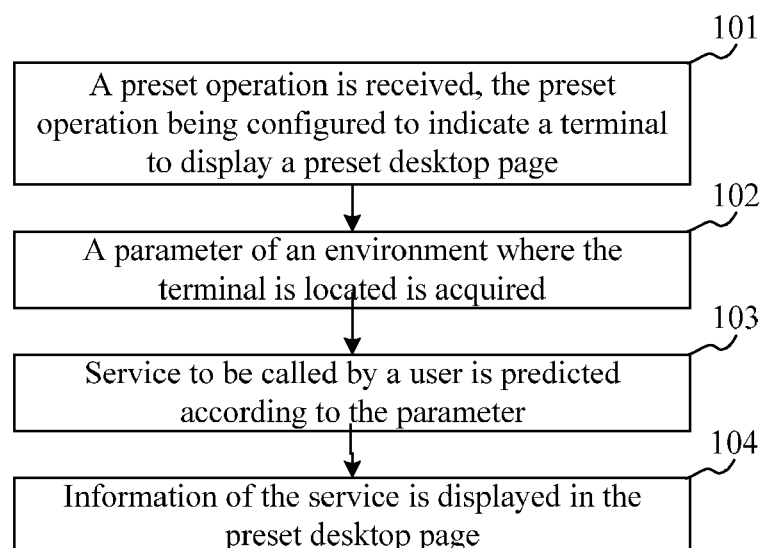 101
A preset operation is received, the preset
operation being configured to indicate a terminal
to display a preset desktop page
102
A parameter of an environment where the
terminal is located is acquired
103
Service to be called by a user is predicted
according to the parameter
104
Information of the service is displayed in the
preset desktop page